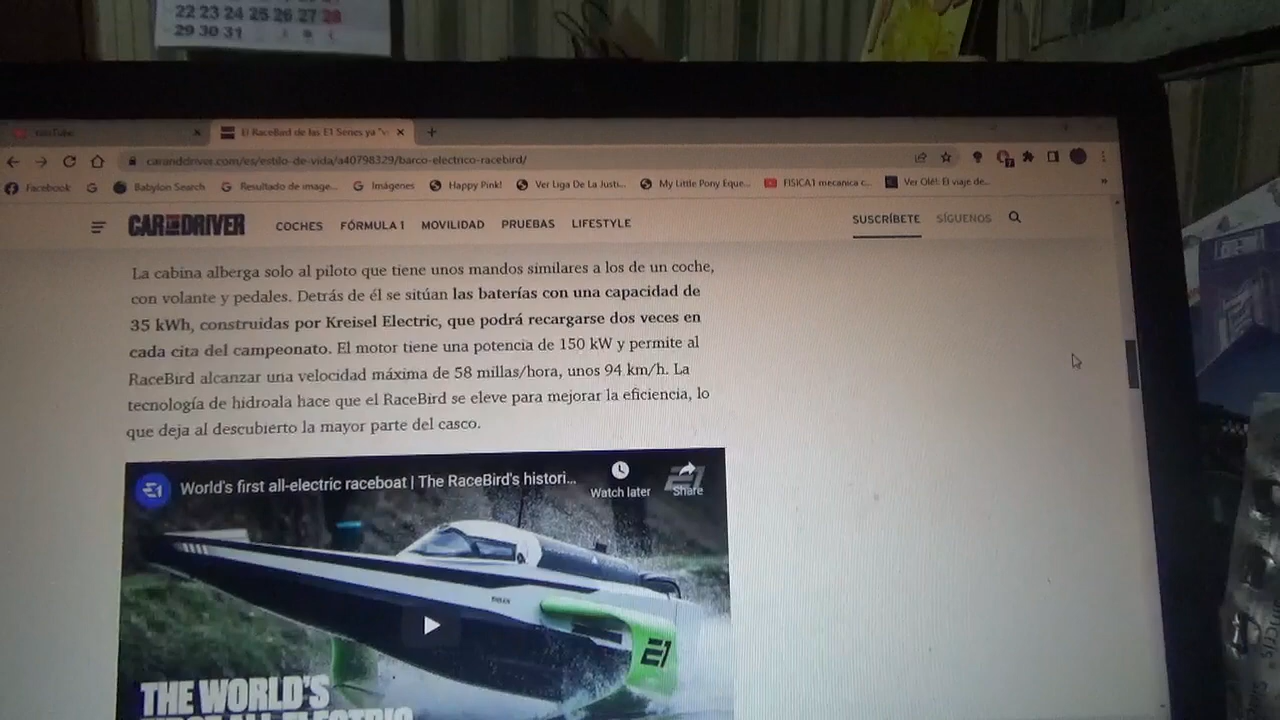 22 23 24 25 26 27 28
29 30 31
YouTube
El RaceBird de las E1 Series ya "v
caranddriver.com/es/estilo-de-vida/a40798329/barco-electrico-racebird/
Facebook
Babylon Search
Resultado de image...
Imágenes
Happy Pink!
Ver Liga De La Justi...
My Little Pony Eque...
FISICA1 mecanica c...
Ver Olé!: El viaje de...
CAR AND DRIVER
COCHES FÓRMULA 1 MOVILIDAD PRUEBAS LIFESTYLE
SUSCRÍBETE SÍGUENOS
La cabina alberga solo al piloto que tiene unos mandos similares a los de un coche,
con volante y pedales. Detrás de él se sitúan las baterías con una capacidad de
35 kWh, construidas por Kreisel Electric, que podrá recargarse dos veces en
cada cita del campeonato. El motor tiene una potencia de 150 kW y permite al
RaceBird alcanzar una velocidad máxima de 58 millas/hora, unos 94 km/h. La
tecnología de hidroala hace que el RaceBird se eleve para mejorar la eficiencia, lo
que deja al descubierto la mayor parte del casco.
E1
World's first all-electric raceboat | The RaceBird's histori...
Watch later
Share
E1
THE WORLD'S
FIRST ALL-ELECTRIC